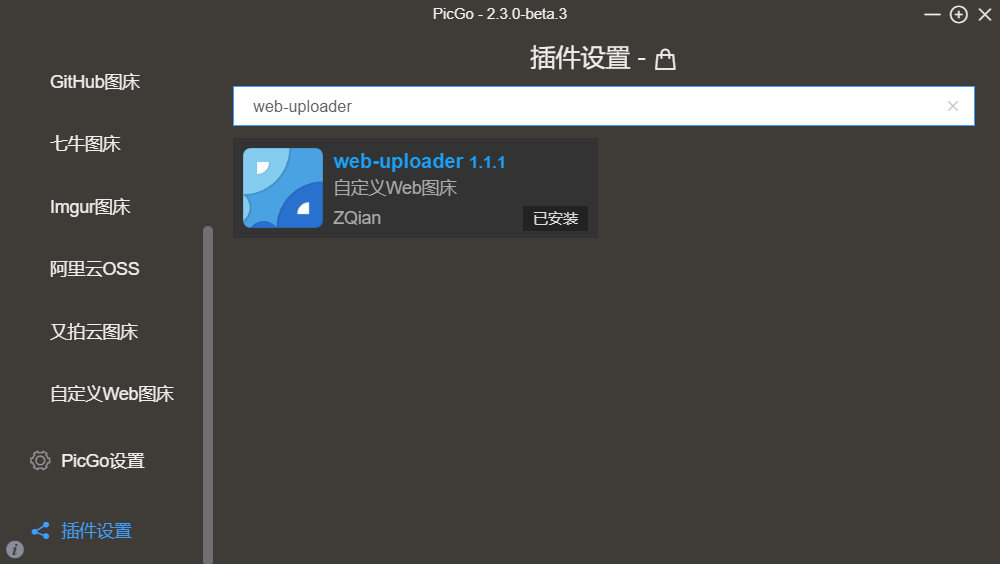 PicGo - 2.3.0-beta.3
GitHub图床
七牛图床
Imgur图床
阿里云OSS
又拍云图床
自定义Web图床
PicGo设置
插件设置
i
插件设置 -
web-uploader
web-uploader 1.1.1
自定义Web图床
ZQian
已安装